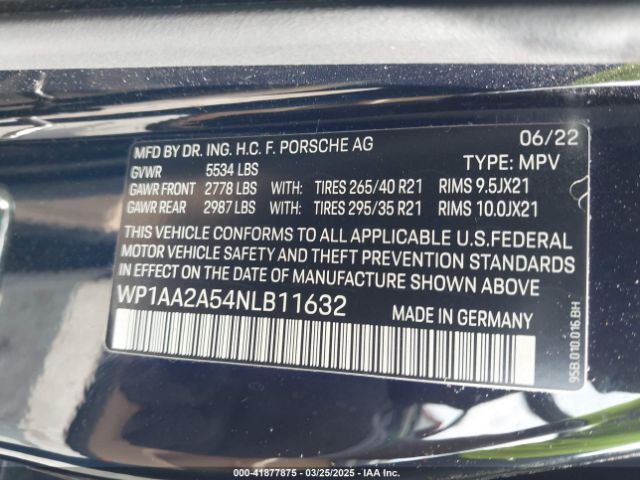 MFD BY DR. ING. H.C. F. PORSCHE AG 06/22
GVWR 5534 LBS TYPE: MPV
GAWR FRONT 2778 LBS WITH: TIRES 265/40 R21 RIMS 9.5JX21
GAWR REAR 2987 LBS WITH: TIRES 295/35 R21 RIMS 10.0JX21
THIS VEHICLE CONFORMS TO ALL APPLICABLE U.S.FEDERAL
MOTOR VEHICLE SAFETY AND THEFT PREVENTION STANDARDS
IN EFFECT ON THE DATE OF MANUFACTURE SHOWN ABOVE
WP1AA2A54NLB11632 MADE IN GERMANY
95B.010.016.BH
000-41877875 - 03/25/2025 - IAA Inc.